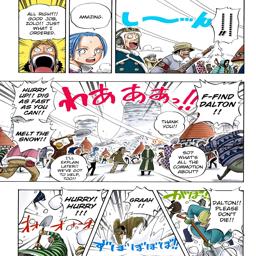 AMAZING.
ALL RIGHT!!
GOOD JOB,
ZOLO! JUST
WHAT I
ORDERED.
し〜〜ん
!!!!!!!!
わあああっ!!
F-FIND
DALTON
!!
THANK
YOU!!
HURRY
UP!! DIG
AS FAST
AS YOU
CAN!!
MELT THE
SNOW!!
SO?
WHAT'S
ALL THE
COMMOTION
ABOUT?
I'LL
EXPLAIN
LATER!!
WE'VE GOT
TO HELP,
TOO!!
DALTON!!
PLEASE
DON'T
DIE!!
HURRY!
HURRY
!!!